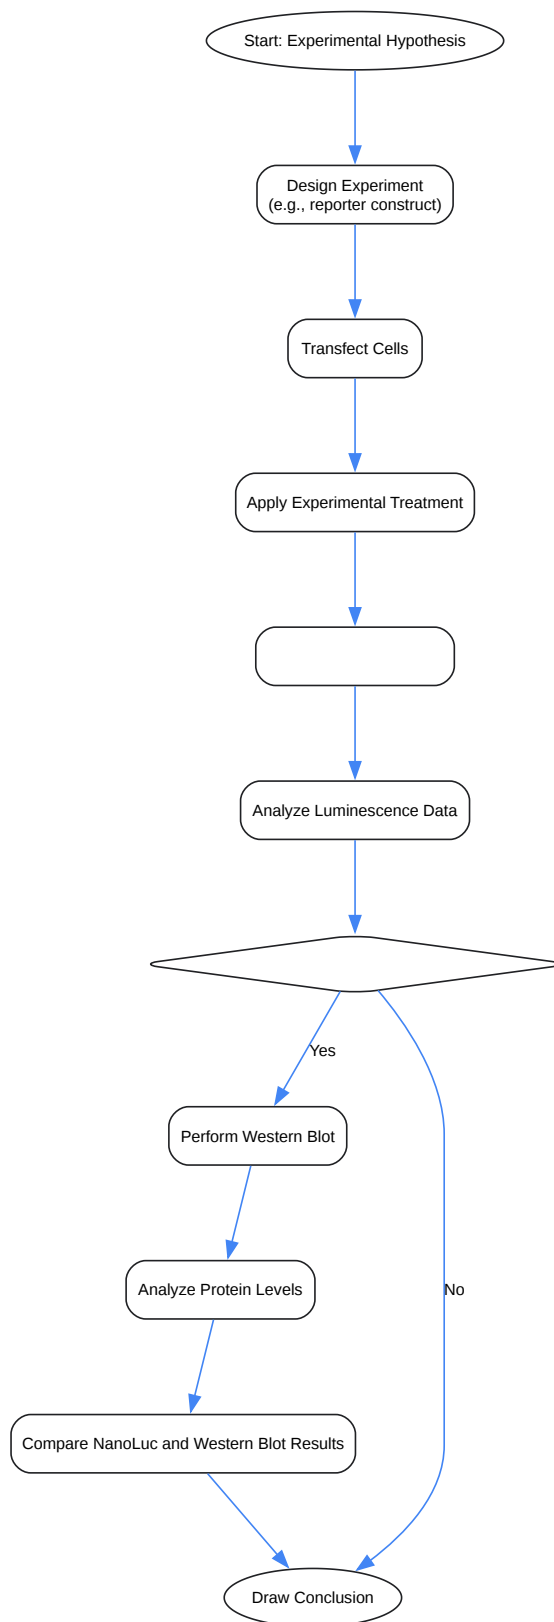 Start: Experimental Hypothesis
Design Experiment
(e.g., reporter construct)
Transfect Cells
Apply Experimental Treatment
Analyze Luminescence Data
Yes
Perform Western Blot
Analyze Protein Levels
No
Compare NanoLuc and Western Blot Results
Draw Conclusion